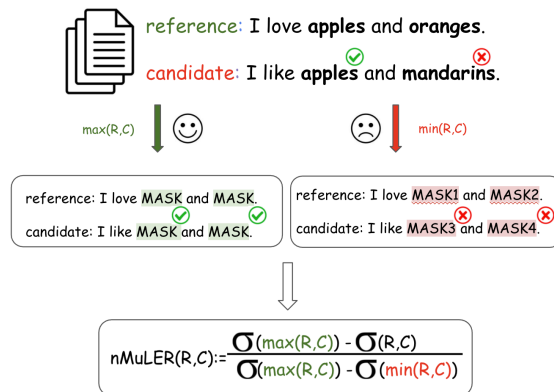 reference: I love apples and oranges.
candidate: I like apples and mandarins.
max(R,C)
min(R,C)
reference: I love MASK and MASK.
candidate: I like MASK and MASK.
reference: I love MASK1 and MASK2.
candidate: I like MASK3 and MASK4.
σ(max(R,C)) - σ(R,C)
nMuLER(R,C):=
σ(max(R,C)) - σ(min(R,C))